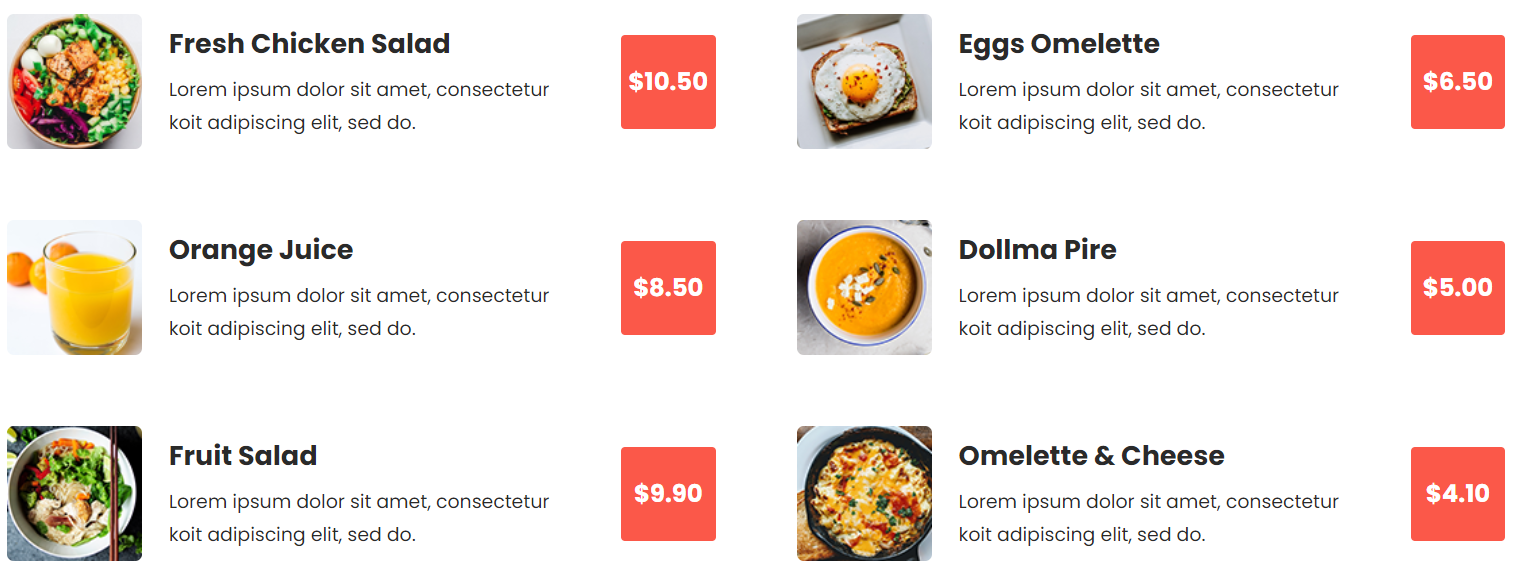 Fresh Chicken Salad
Lorem ipsum dolor sit amet, consectetur
koit adipiscing elit, sed do.
$10.50
Eggs Omelette
Lorem ipsum dolor sit amet, consectetur
koit adipiscing elit, sed do.
$6.50
Orange Juice
Lorem ipsum dolor sit amet, consectetur
koit adipiscing elit, sed do.
$8.50
Dollma Pire
Lorem ipsum dolor sit amet, consectetur
koit adipiscing elit, sed do.
$5.00
Fruit Salad
Lorem ipsum dolor sit amet, consectetur
koit adipiscing elit, sed do.
$9.90
Omelette & Cheese
Lorem ipsum dolor sit amet, consectetur
koit adipiscing elit, sed do.
$4.10